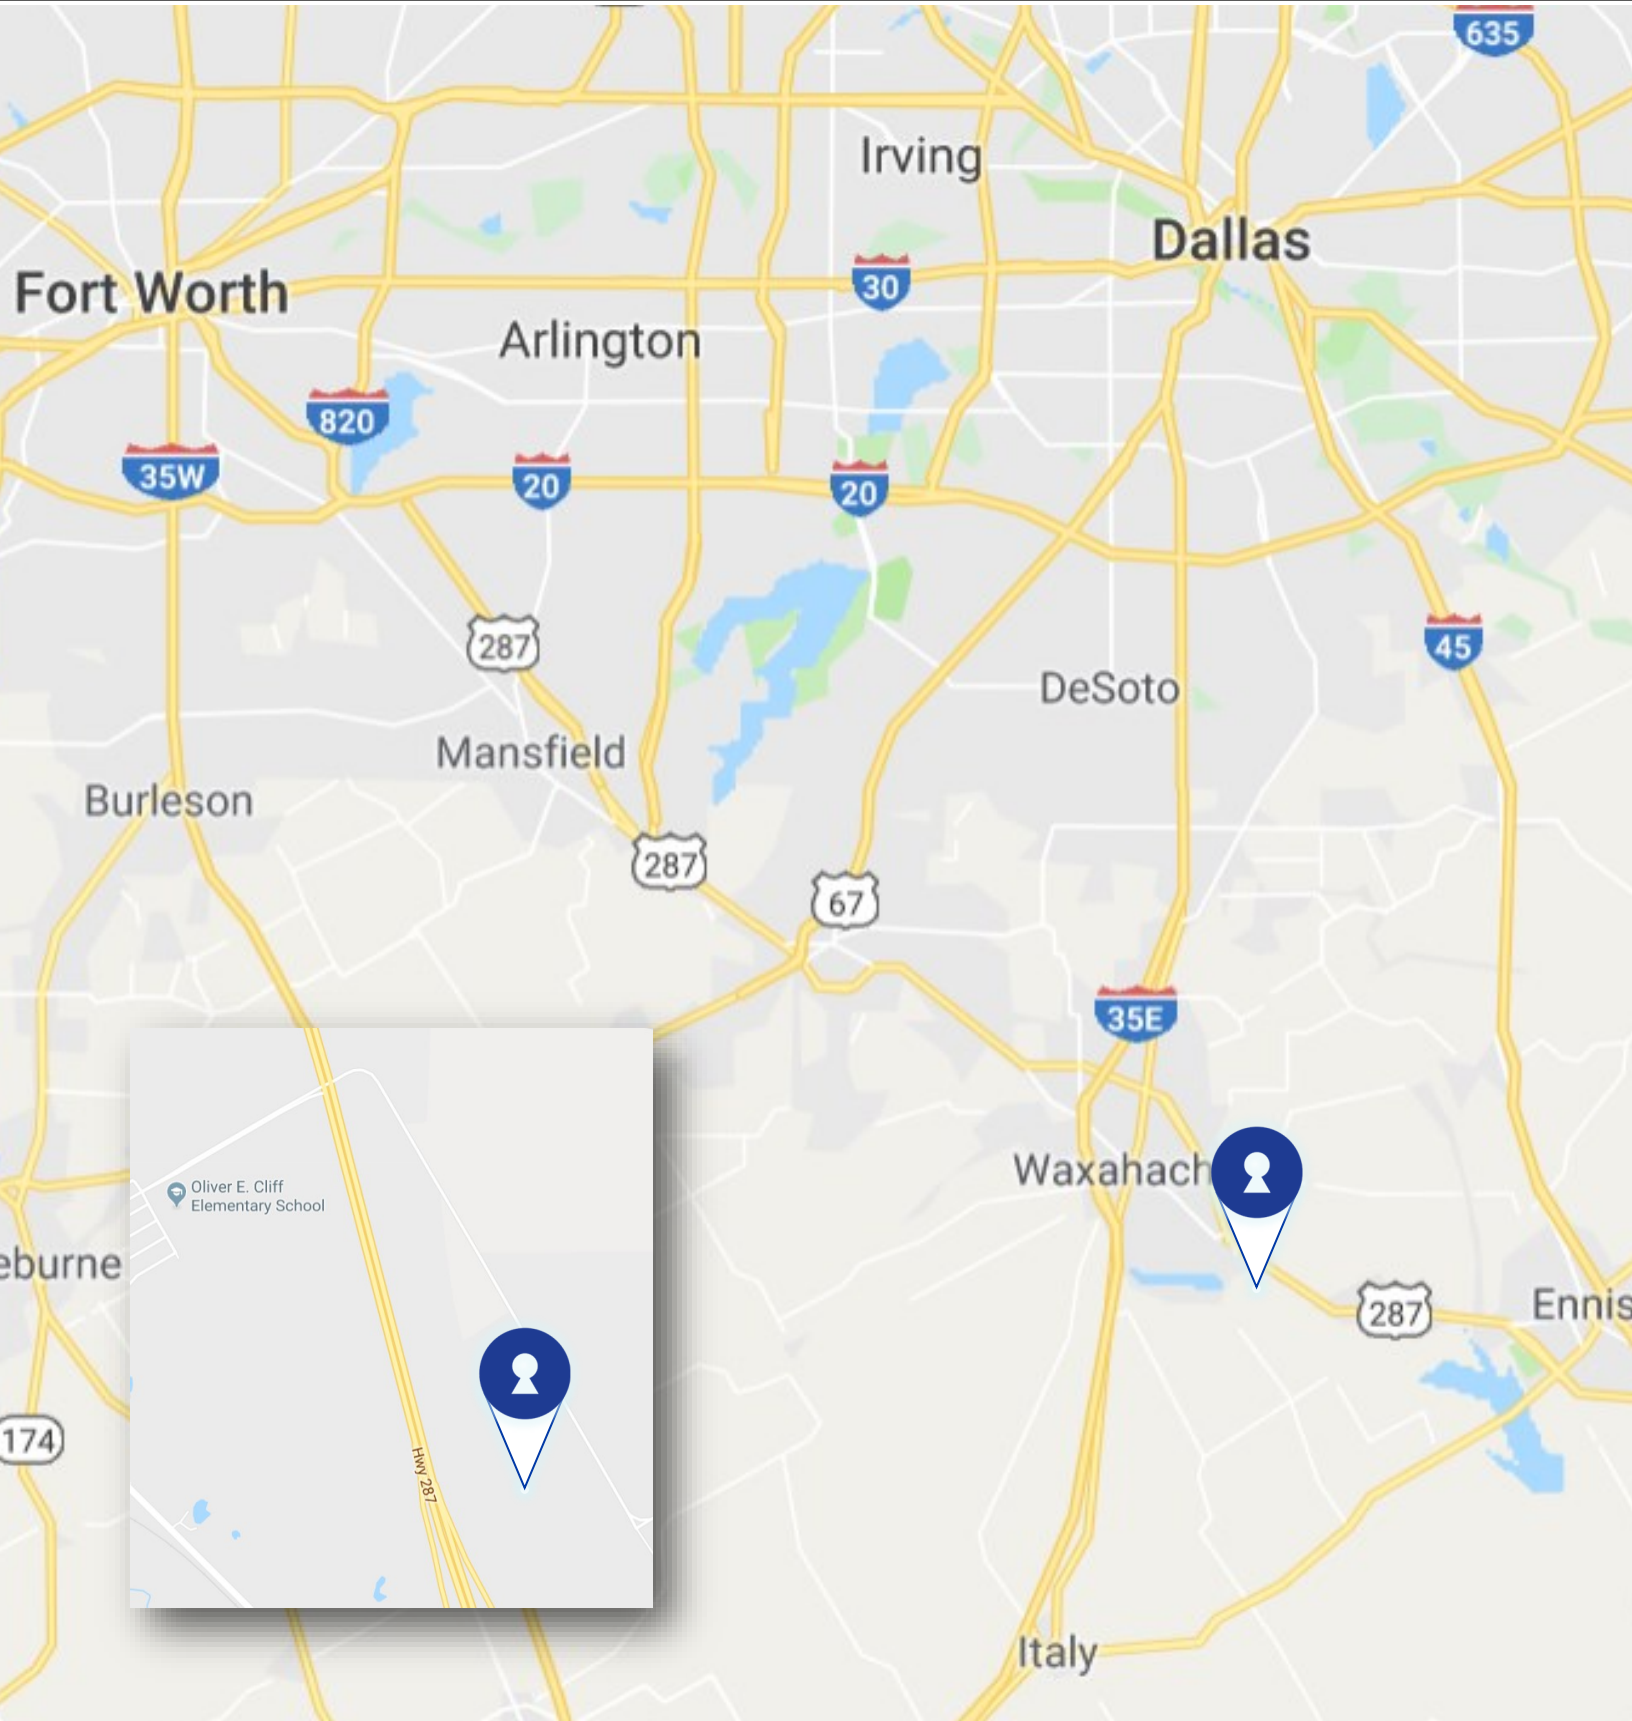 635
Irving
Dallas
Fort Worth
30
Arlington
820
35W
20
20
287
45
DeSoto
Mansfield
Burleson
287
67
35E
Waxahach
Oliver E. Cliff
Elementary School
eburne
287
Ennis
174
Hwy 287
Italy